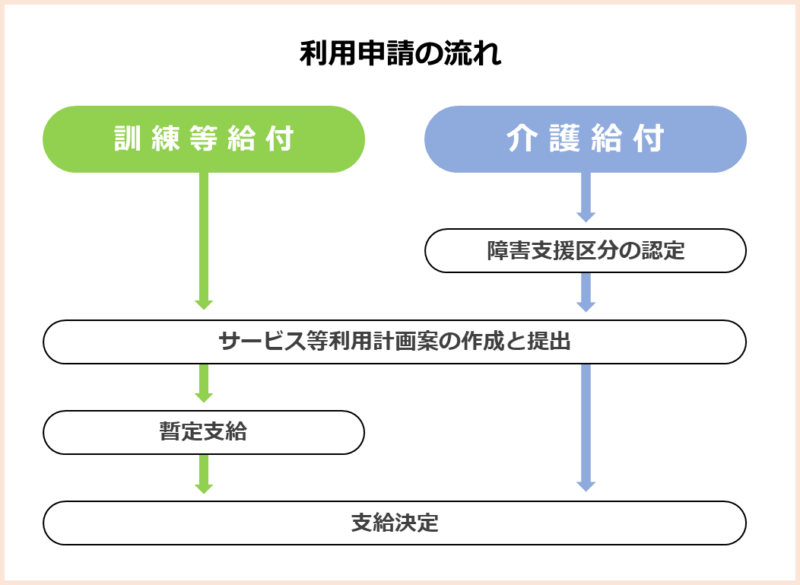 利用申請の流れ
訓練等給付
介護給付
障害支援区分の認定
サービス等利用計画案の作成と提出
暫定支給
支給決定